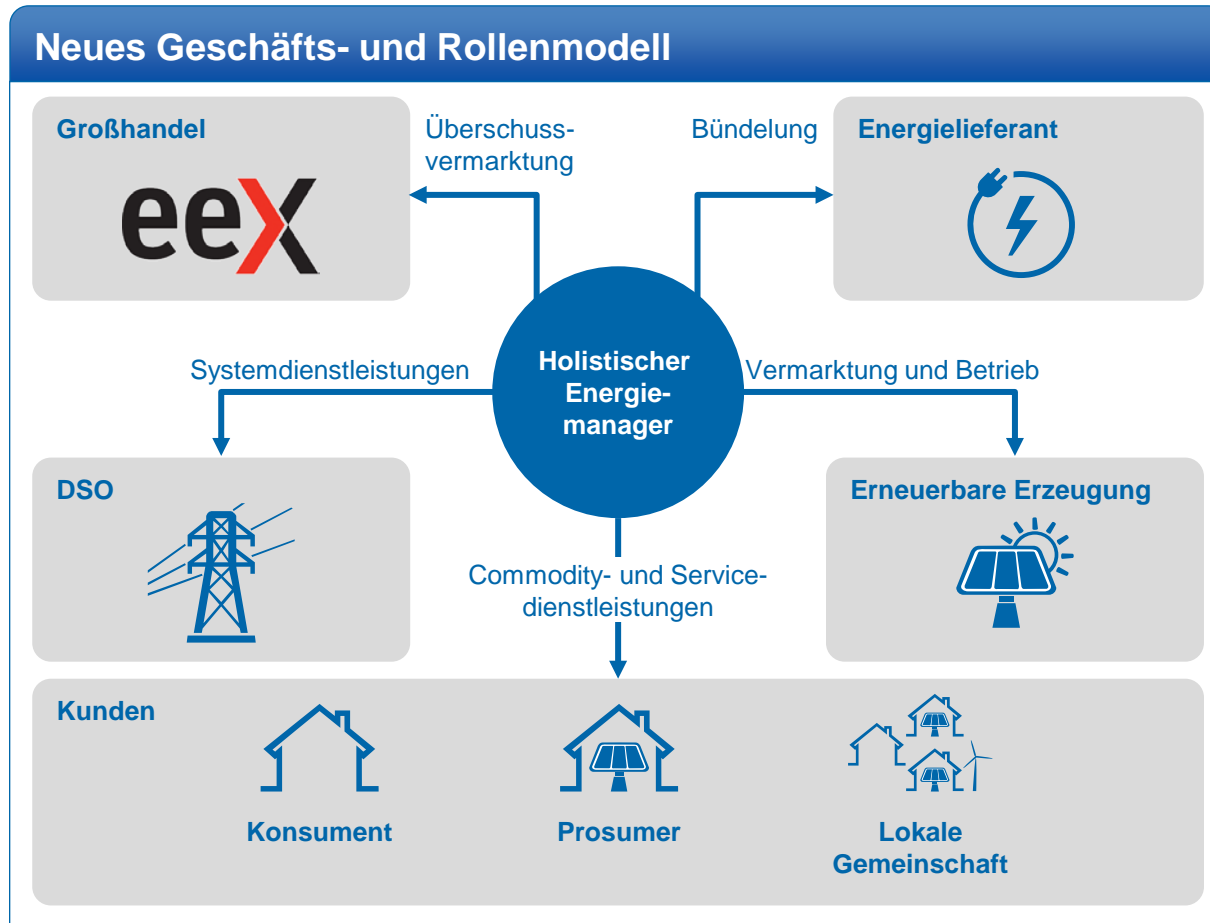 Neues Geschäfts- und Rollenmodell
Großhandel
eex
Überschuss-
vermarktung
Bündelung
Energielieferant
Systemdienstleistungen
Holistischer
Energie-
manager
Vermarktung und Betrieb
DSO
Erneuerbare Erzeugung
Commodity- und Service-
dienstleistungen
Kunden
Konsument
Prosumer
Lokale
Gemeinschaft